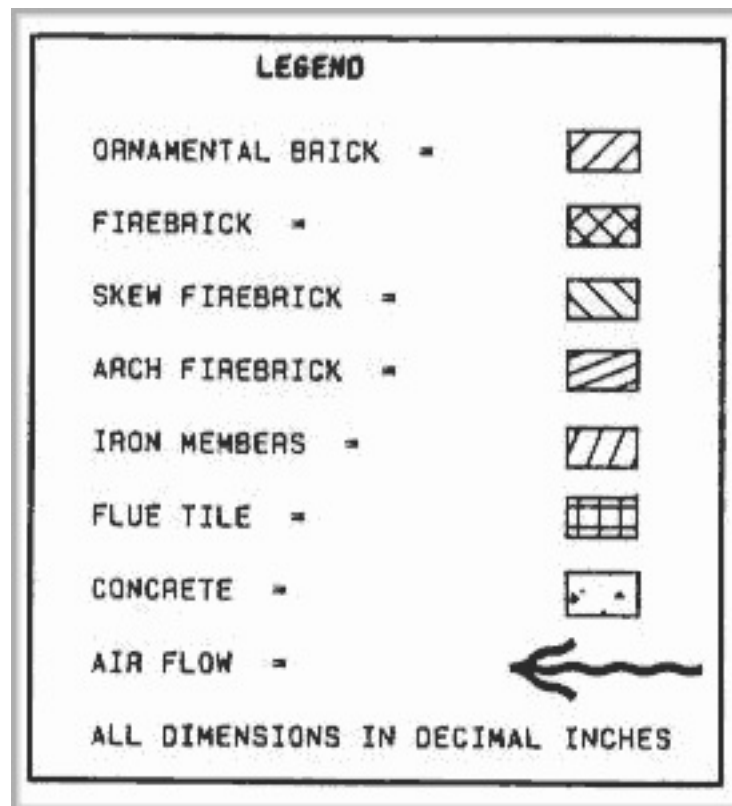 LEGEND
ORNAMENTAL BRICK =
FIREBRICK =
SKEW FIREBRICK =
ARCH FIREBRICK =
IRON MEMBERS =
FLUE TILE =
CONCRETE =
AIR FLOW =
ALL DIMENSIONS IN DECIMAL INCHES